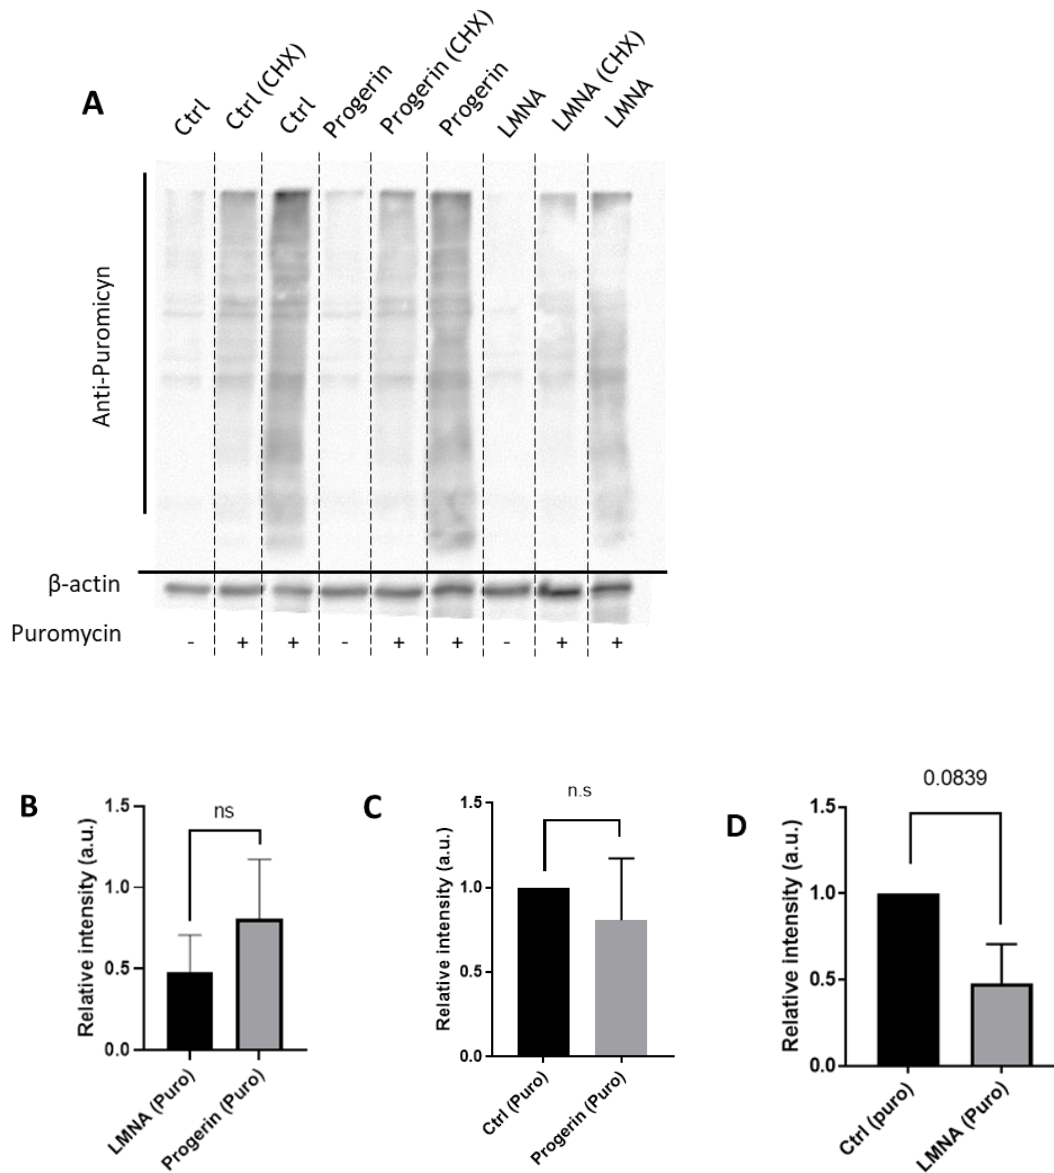 A
Ctrl
Ctrl (CHX)
Ctrl
Progerin
Progerin (CHX)
Progerin
LMNA
LMNA (CHX)
LMNA
Anti-Puromicyn
β-actin
Puromycin - + + - + + - + +
B
ns
Relative intensity (a.u.)
1.5
1.0
0.5
0.0
LMNA (Puro)
Progerin (Puro)
C
n.s
Relative intensity (a.u.)
1.5
1.0
0.5
0.0
Ctrl (Puro)
Progerin (Puro)
D
0.0839
Relative intensity (a.u.)
1.5
1.0
0.5
0.0
Ctrl (puro)
LMNA (Puro)